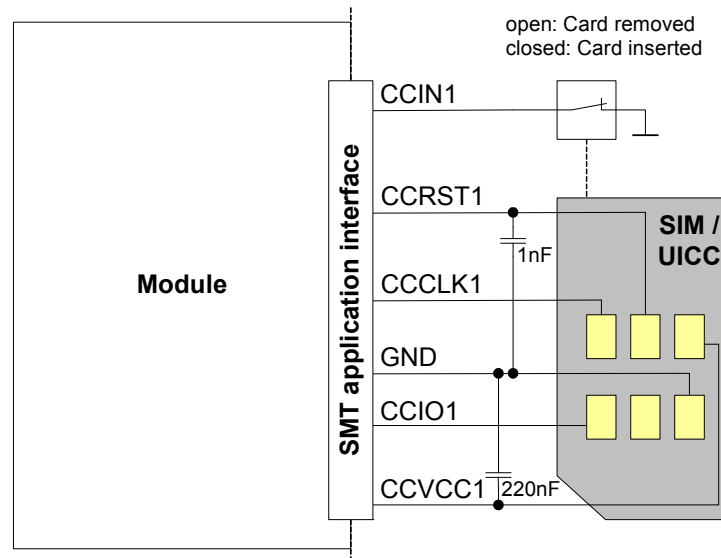 open: Card removed
closed: Card inserted
CCIN1
CCRST1
SIM /
UICC
1nF
Module
SMT application interface
CCCLK1
GND
CCIO1
CCVCC1
220nF